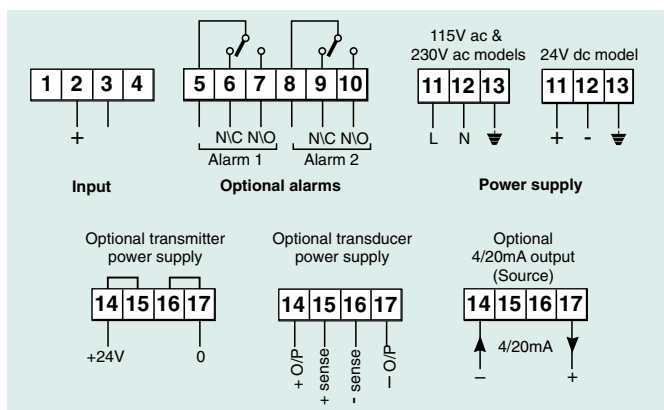 1 2 3 4
+
Input
5 6 7 8 9 10
N\C N\O N\C N\O
Alarm 1 Alarm 2
Optional alarms
115V ac &
230V ac models
11 12 13
L N
24V dc model
11 12 13
+ -
Power supply
Optional transmitter
power supply
14 15 16 17
+24V 0
Optional transducer
power supply
14 15 16 17
+ O/P
+ sense
- sense
– O/P
Optional
4/20mA output
(Source)
14 15 16 17
4/20mA
– +